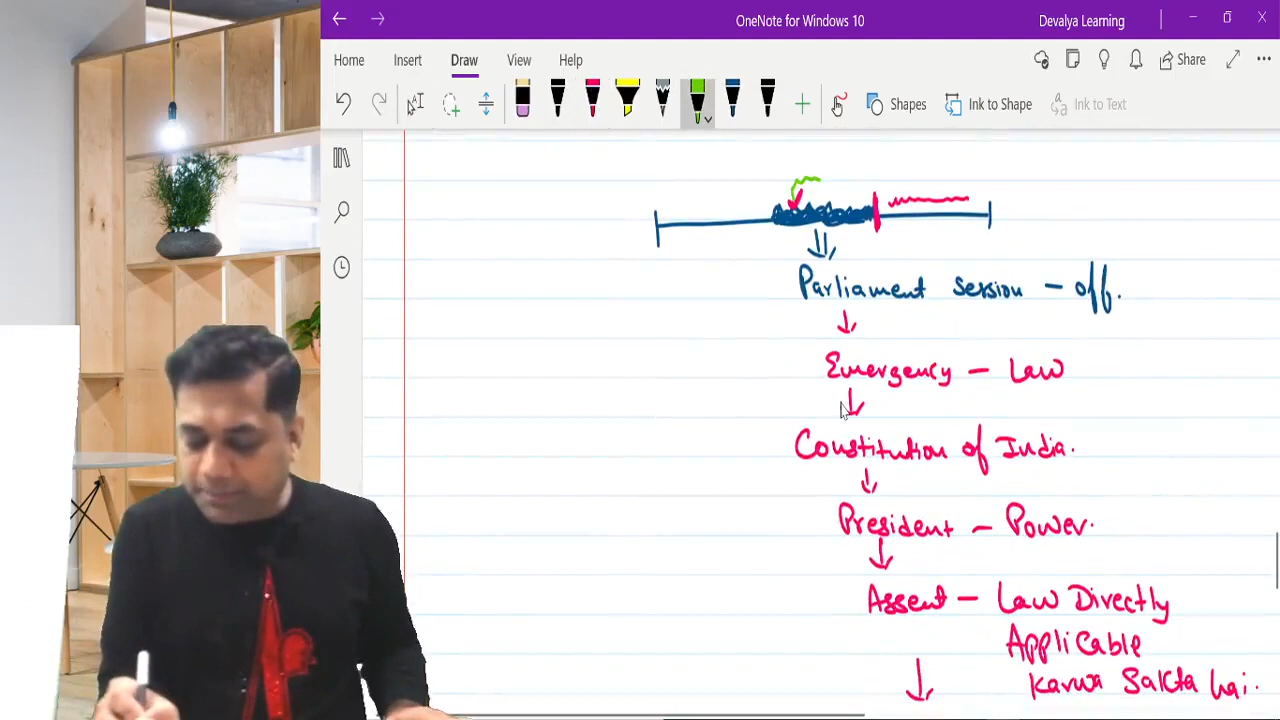 OneNote for Windows 10
Devalya Learning
Home Insert Draw View Help
Share
Shapes
Ink to Shape
Ink to Text
Parliament session - off.
Emergency - Law
Constitution of India.
President - Power.
Assent - Law Directly
Applicable
Karwa Sakta hai.